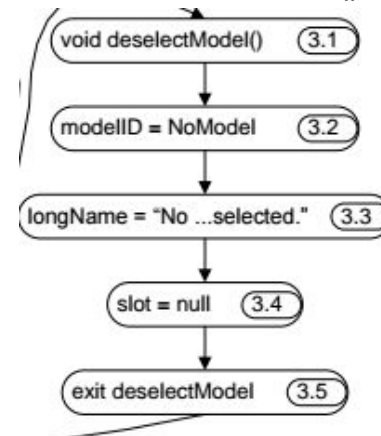 void deselectModel() 3.1
modelID = NoModel 3.2
longName = “No ...selected." 3.3
slot = null 3.4
exit deselectModel 3.5